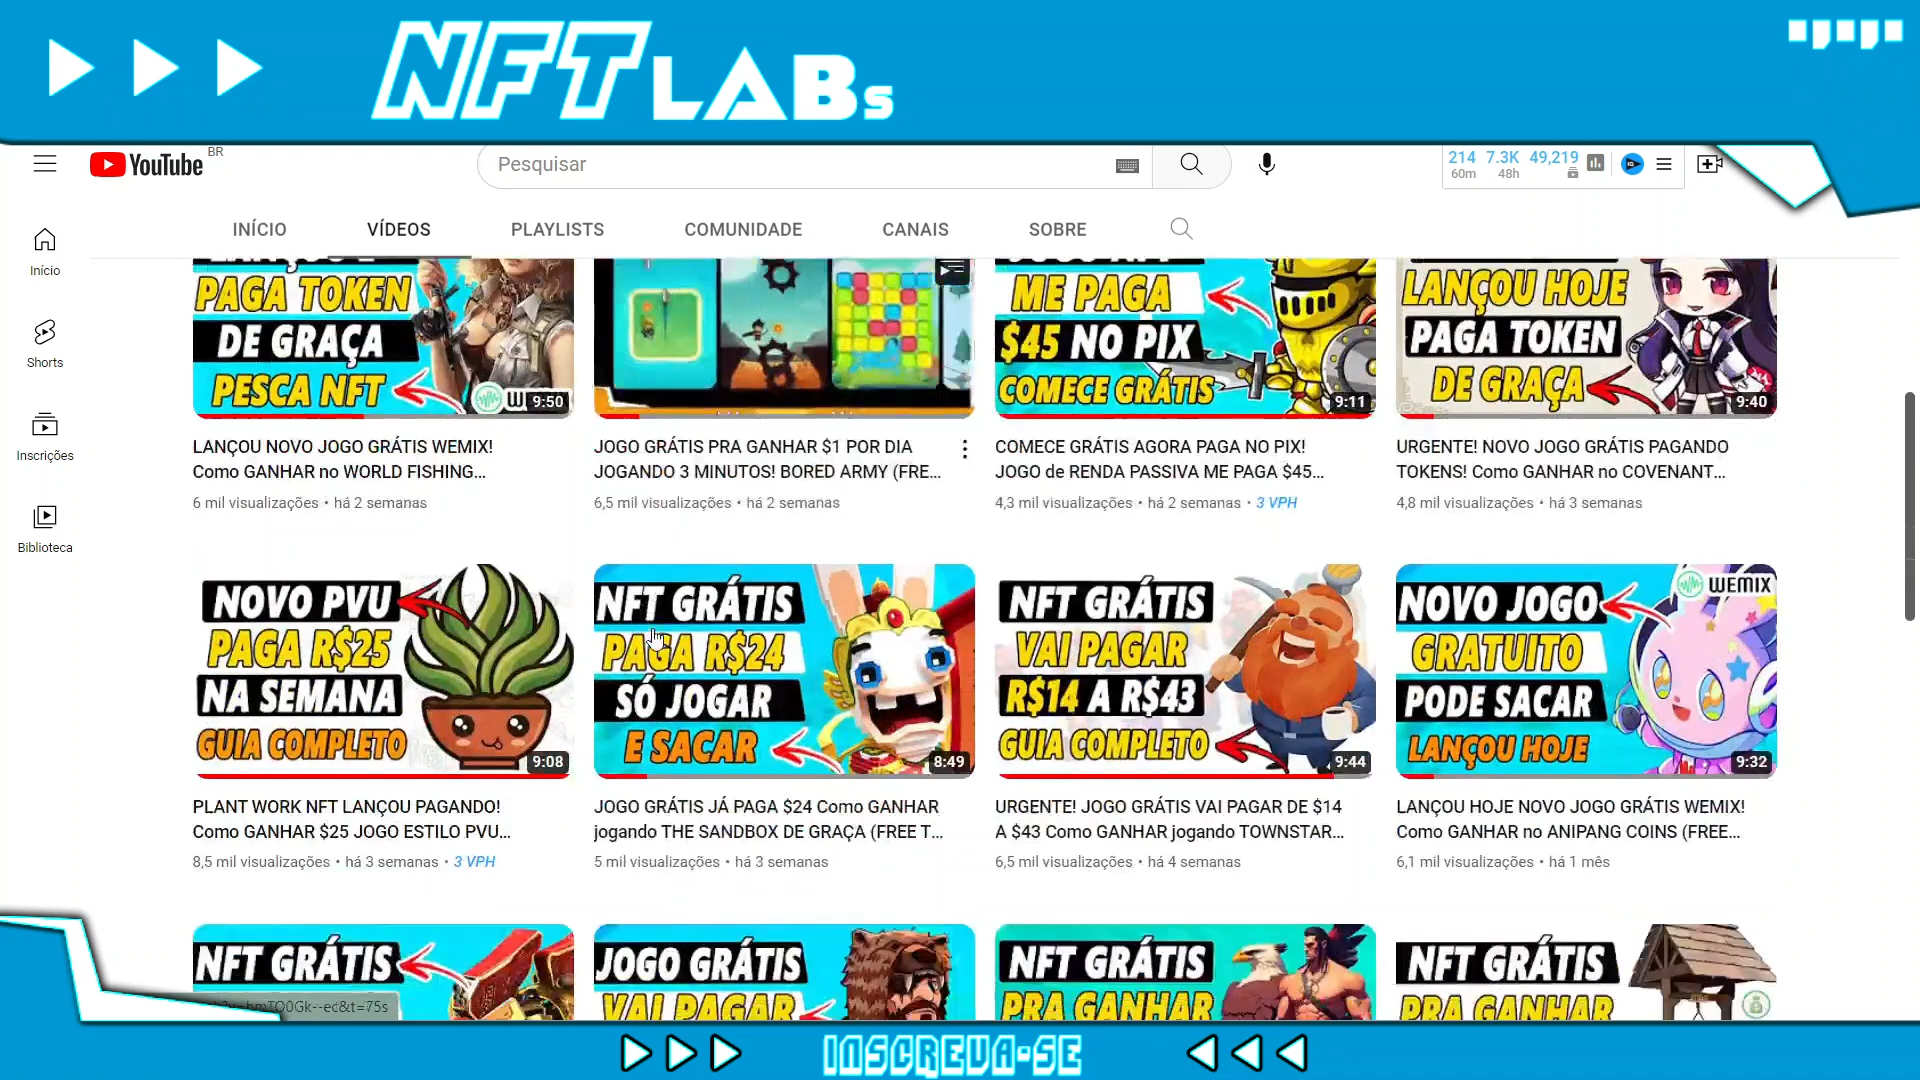 NFT LABs
YouTube BR
Pesquisar
214 7.3K 49,219
60m 48h
INÍCIO VÍDEOS PLAYLISTS COMUNIDADE CANAIS SOBRE
Início
Shorts
Inscrições
Biblioteca
PAGA TOKEN
DE GRAÇA
PESCA NFT
W
9:50
ME PAGA
$45 NO PIX
COMECE GRÁTIS
9:11
LANÇOU HOJE
PAGA TOKEN
DE GRAÇA
9:40
LANÇOU NOVO JOGO GRÁTIS WEMIX!
Como GANHAR no WORLD FISHING...
6 mil visualizações • há 2 semanas
JOGO GRÁTIS PRA GANHAR $1 POR DIA
JOGANDO 3 MINUTOS! BORED ARMY (FRE...
6,5 mil visualizações • há 2 semanas
COMECE GRÁTIS AGORA PAGA NO PIX!
JOGO de RENDA PASSIVA ME PAGA $45...
4,3 mil visualizações • há 2 semanas • 3 VPH
URGENTE! NOVO JOGO GRÁTIS PAGANDO
TOKENS! Como GANHAR no COVENANT...
4,8 mil visualizações • há 3 semanas
NOVO PVU
PAGA R$25
NA SEMANA
GUIA COMPLETO
9:08
NFT GRÁTIS
PAGA R$24
SÓ JOGAR
E SACAR
8:49
NFT GRÁTIS
VAI PAGAR
R$14 A R$43
GUIA COMPLETO
9:44
WEMIX
NOVO JOGO
GRATUITO
PODE SACAR
LANÇOU HOJE
9:32
PLANT WORK NFT LANÇOU PAGANDO!
Como GANHAR $25 JOGO ESTILO PVU...
8,5 mil visualizações • há 3 semanas • 3 VPH
JOGO GRÁTIS JÁ PAGA $24 Como GANHAR
jogando THE SANDBOX DE GRAÇA (FREE T...
5 mil visualizações • há 3 semanas
URGENTE! JOGO GRÁTIS VAI PAGAR DE $14
A $43 Como GANHAR jogando TOWNSTAR...
6,5 mil visualizações • há 4 semanas
LANÇOU HOJE NOVO JOGO GRÁTIS WEMIX!
Como GANHAR no ANIPANG COINS (FREE...
6,1 mil visualizações • há 1 mês
NFT GRÁTIS
JOGO GRÁTIS
VAI PAGAR
NFT GRÁTIS
PRA GANHAR
NFT GRÁTIS
PRA GANHAR
INSCREVA-SE